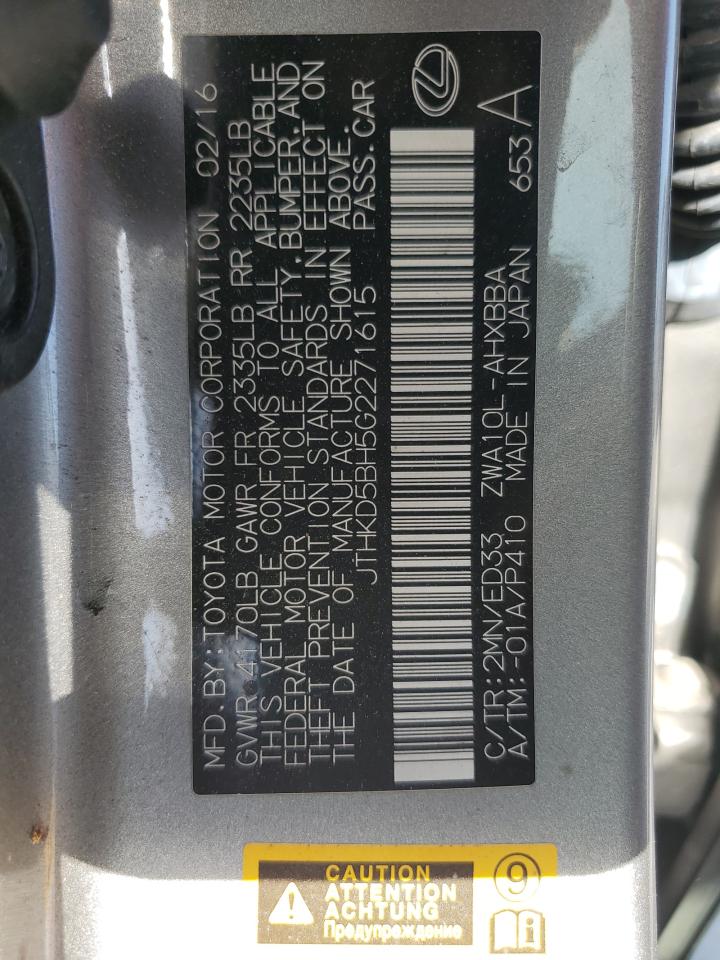 MFD.BY:TOYOTA MOTOR CORPORATION 02/16
GVWR 4170LB GAWR FR 2335LB RR 2235LB
THIS VEHICLE CONFORMS TO ALL APPLICABLE
FEDERAL MOTOR VEHICLE SAFETY,BUMPER,AND
THEFT PREVENTION STANDARDS IN EFFECT ON
THE DATE OF MANUFACTURE SHOWN ABOVE.
JTHKD5BH5G2271615 PASS.CAR
C/TR:2MN/ED33 ZWA10L-AHXBBA
A/TM:-01A/P410 MADE IN JAPAN 653 A
CAUTION
ATTENTION
ACHTUNG
Предупреждение
9